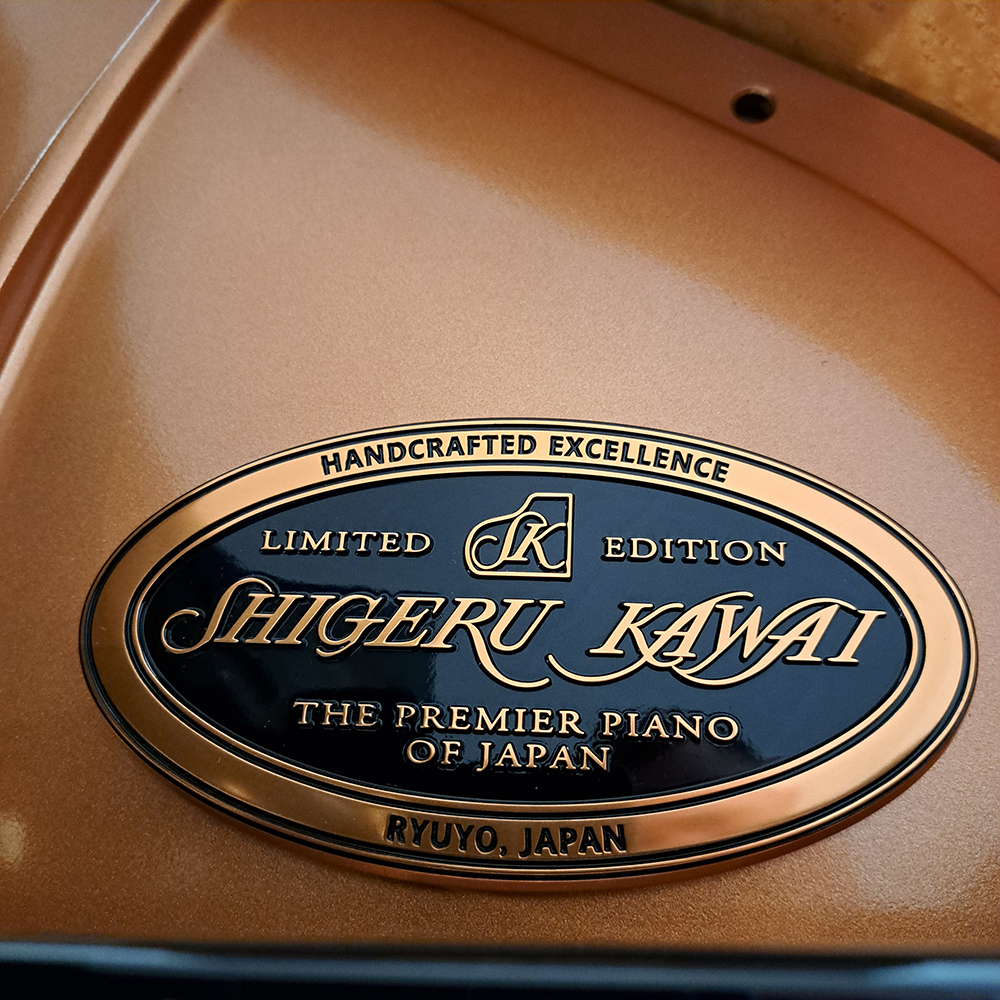 HANDCRAFTED EXCELLENCE
SK
LIMITED EDITION
SHIGERU KAWAI
THE PREMIER PIANO
OF JAPAN
RYUYO, JAPAN